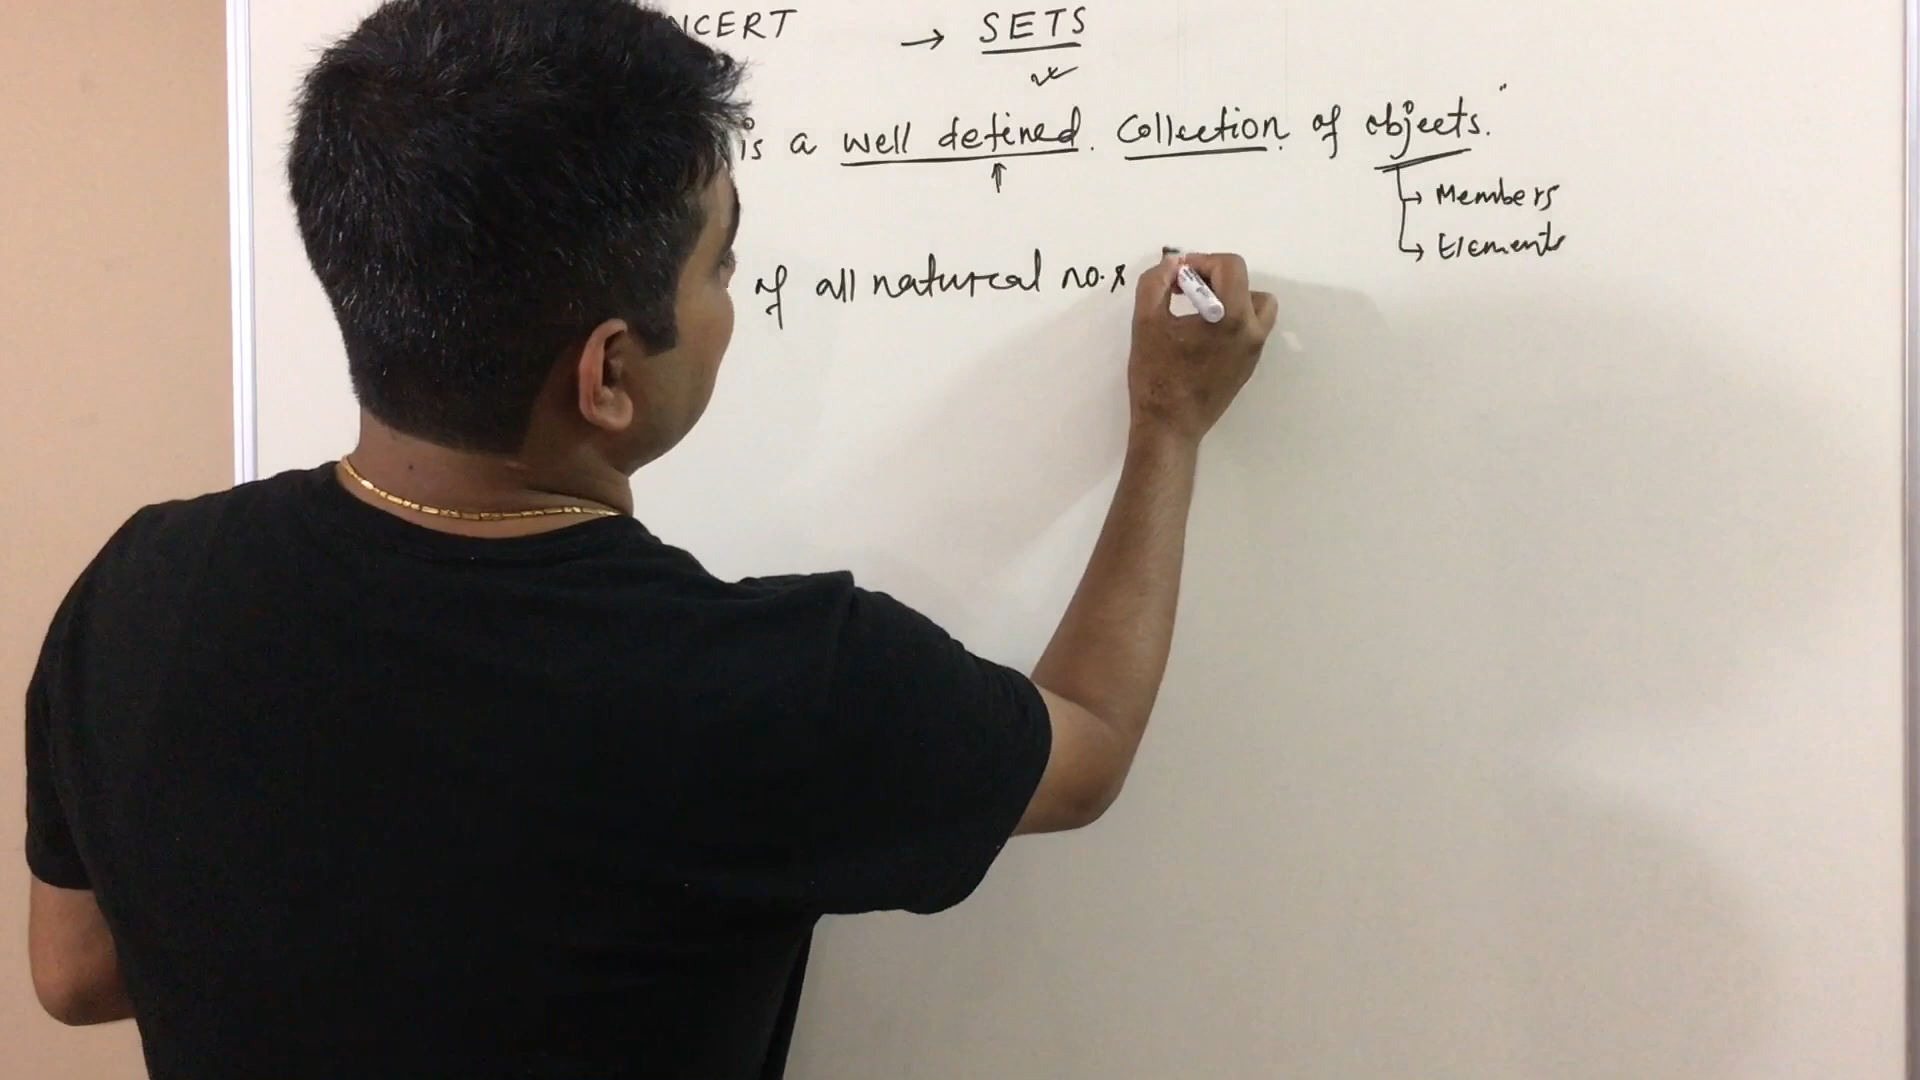 NCERT → SETS
is a well defined collection of objects."
→ Members
→ Elements
of all natural no.s